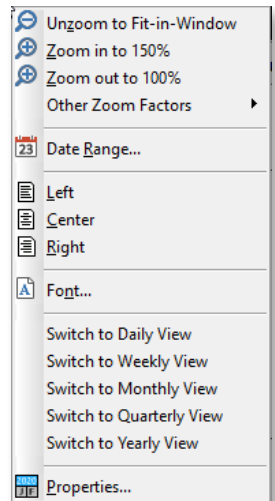 Unzoom to Fit-in-Window
Zoom in to 150%
Zoom out to 100%
Other Zoom Factors
23 Date Range...
Left
Center
Right
A Font...
Switch to Daily View
Switch to Weekly View
Switch to Monthly View
Switch to Quarterly View
Switch to Yearly View
2020
J F Properties...